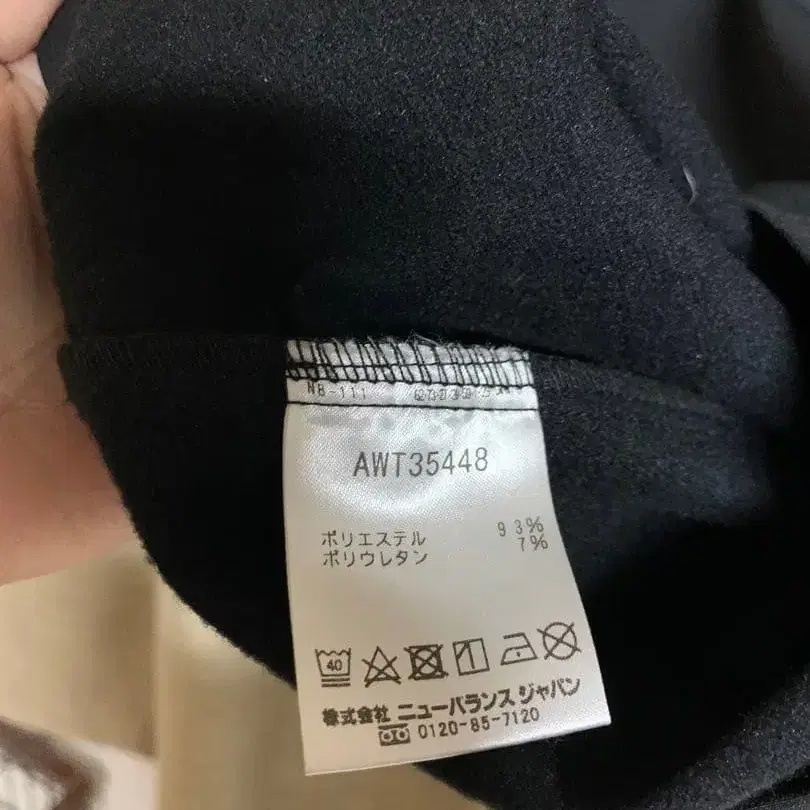 NB-111
AWT35448
ポリエステル 93%
ポリウレタン 7%
40
株式会社 ニューバランス ジャパン
0120-85-7120